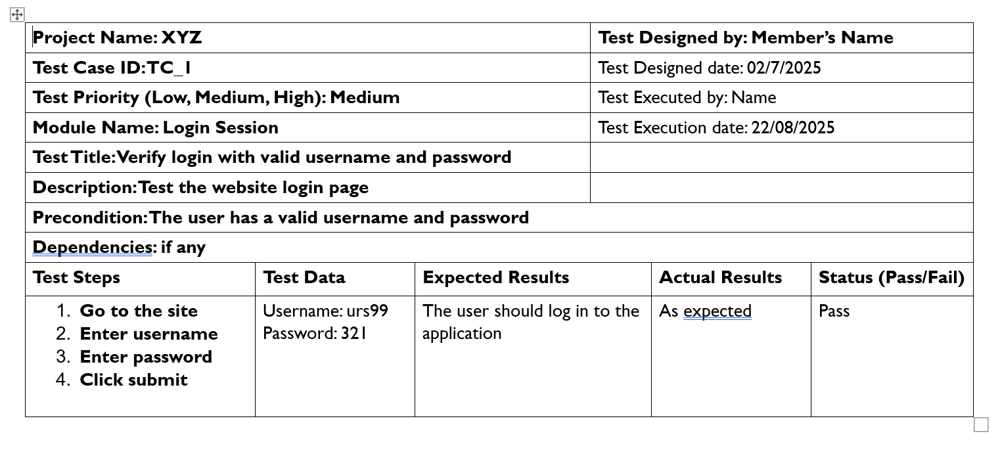 Project Name: XYZ
Test Designed by: Member’s Name
Test Case ID:TC_1
Test Designed date: 02/7/2025
Test Priority (Low, Medium, High): Medium
Test Executed by: Name
Module Name: Login Session
Test Execution date: 22/08/2025
Test Title:Verify login with valid username and password
Description:Test the website login page
Precondition:The user has a valid username and password
Dependencies: if any
Test Steps
Test Data
Expected Results
Actual Results
Status (Pass/Fail)
1. Go to the site
2. Enter username
3. Enter password
4. Click submit
Username: urs99
Password: 321
The user should log in to the
application
As expected
Pass